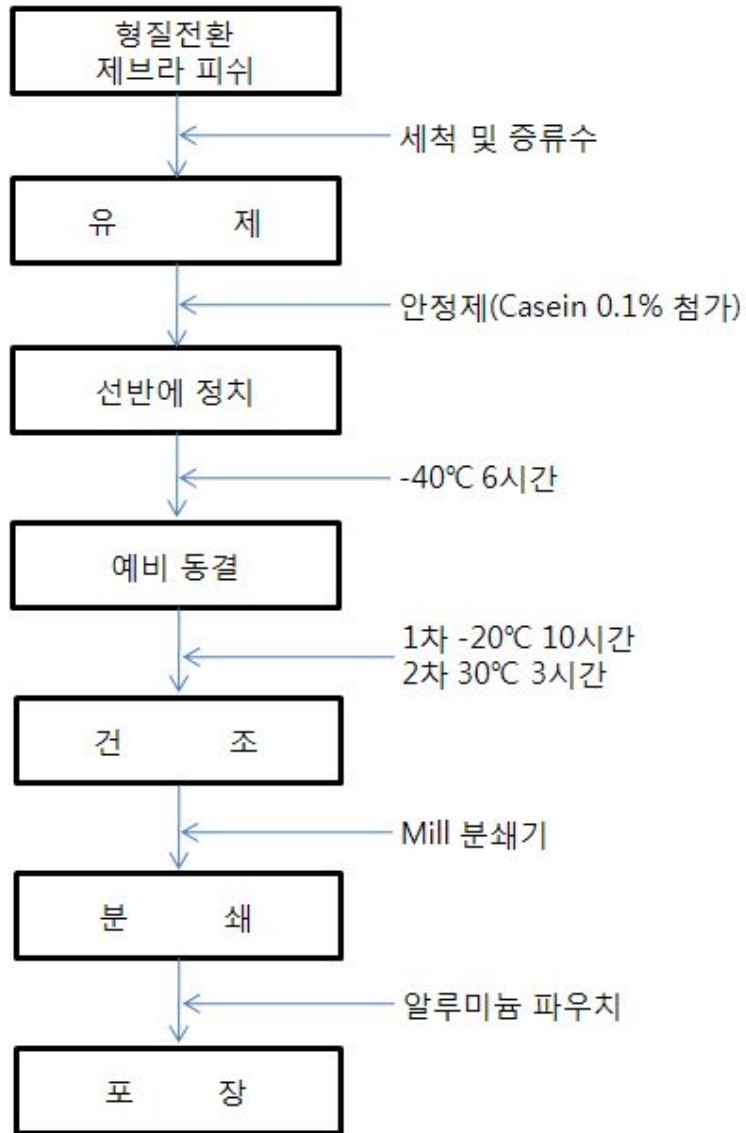 형질전환
제브라 피쉬
세척 및 증류수
유 제
안정제(Casein 0.1% 첨가)
선반에 정치
-40℃ 6시간
예비 동결
1차 -20℃ 10시간
2차 30℃ 3시간
건 조
Mill 분쇄기
분 쇄
알루미늄 파우치
포 장